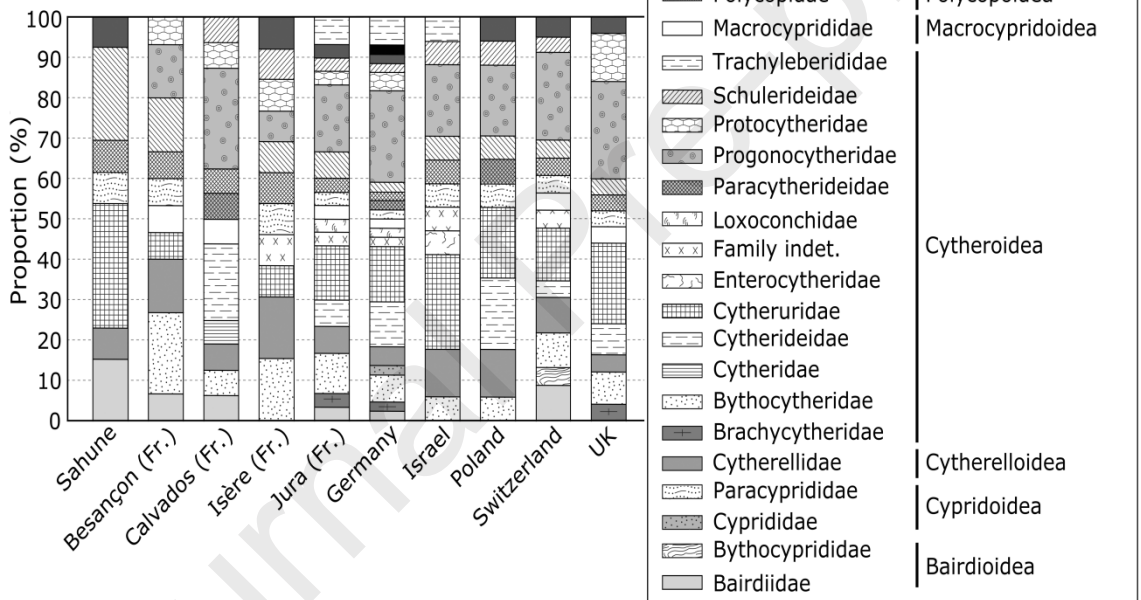 Proportion (%)
100
90
80
70
60
50
40
30
20
10
0
Sahune
Besançon (Fr.)
Calvados (Fr.)
Isère (Fr.)
Jura (Fr.)
Germany
Israel
Poland
Switzerland
UK
Macrocyprididae
Macrocypridoidea
Trachyleberididae
Schulerideidae
Protocytheridae
Progonocytheridae
Paracytherideidae
Loxoconchidae
Family indet.
Enterocytheridae
Cytheruridae
Cytherideidae
Cytheridae
Bythocytheridae
Brachycytheridae
Cytheroidea
Cytherellidae
Cytherelloidea
Paracyprididae
Cyprididae
Cypridoidea
Bythocyprididae
Bairdiidae
Bairdioidea